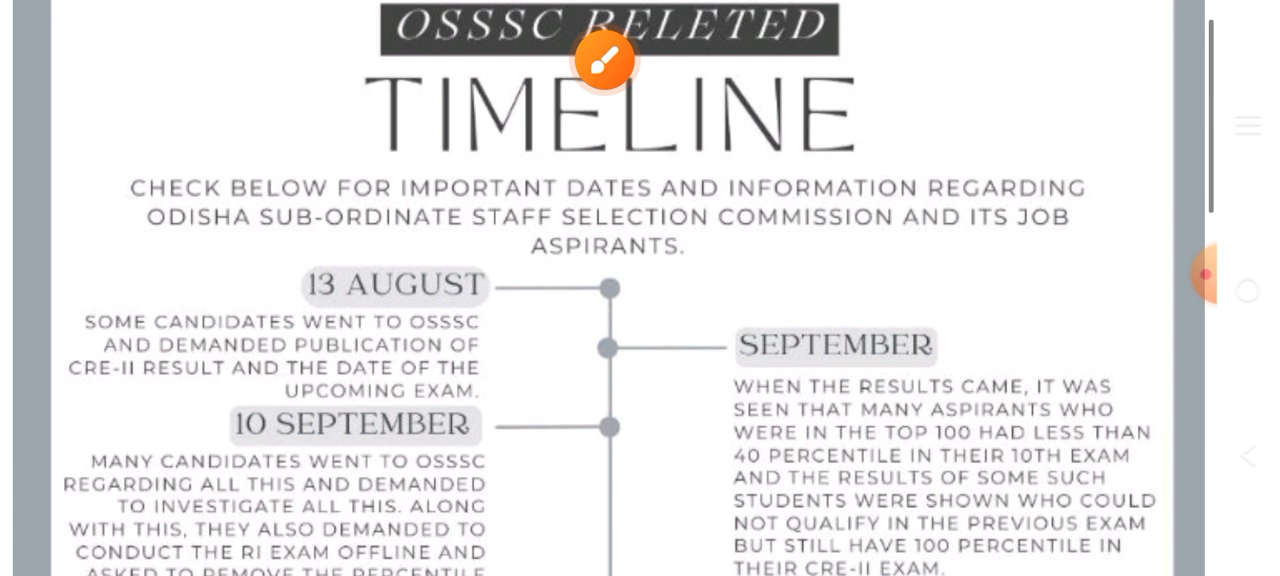 OSSSC RELETED
TIMELINE
CHECK BELOW FOR IMPORTANT DATES AND INFORMATION REGARDING
ODISHA SUB-ORDINATE STAFF SELECTION COMMISSION AND ITS JOB
ASPIRANTS.
13 AUGUST
SOME CANDIDATES WENT TO OSSSC
AND DEMANDED PUBLICATION OF
CRE-II RESULT AND THE DATE OF THE
UPCOMING EXAM.
SEPTEMBER
WHEN THE RESULTS CAME, IT WAS
SEEN THAT MANY ASPIRANTS WHO
WERE IN THE TOP 100 HAD LESS THAN
40 PERCENTILE IN THEIR 10TH EXAM
AND THE RESULTS OF SOME SUCH
STUDENTS WERE SHOWN WHO COULD
NOT QUALIFY IN THE PREVIOUS EXAM
BUT STILL HAVE 100 PERCENTILE IN
THEIR CRE-II EXAM.
10 SEPTEMBER
MANY CANDIDATES WENT TO OSSSC
REGARDING ALL THIS AND DEMANDED
TO INVESTIGATE ALL THIS. ALONG
WITH THIS, THEY ALSO DEMANDED TO
CONDUCT THE RI EXAM OFFLINE AND
ASKED TO REMOVE THE PERCENTILE